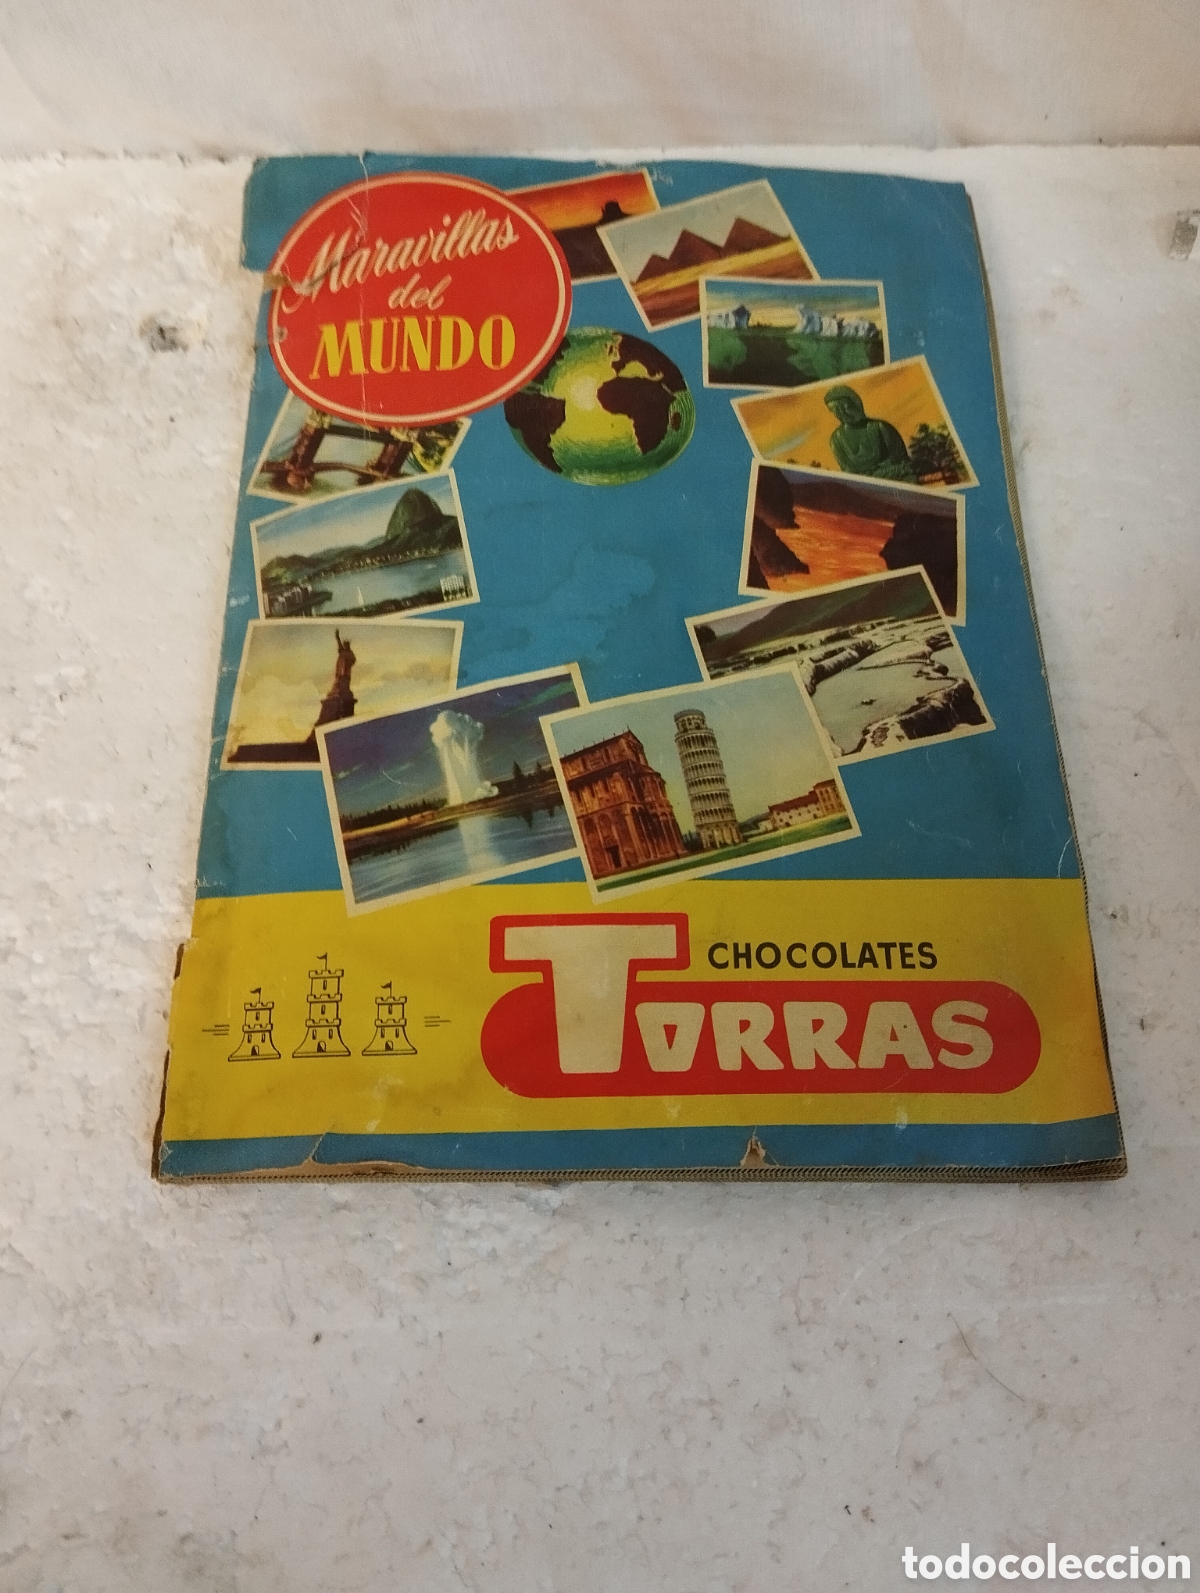 Maravillas
del
MUNDO
CHOCOLATES
TORRAS
todocoleccion